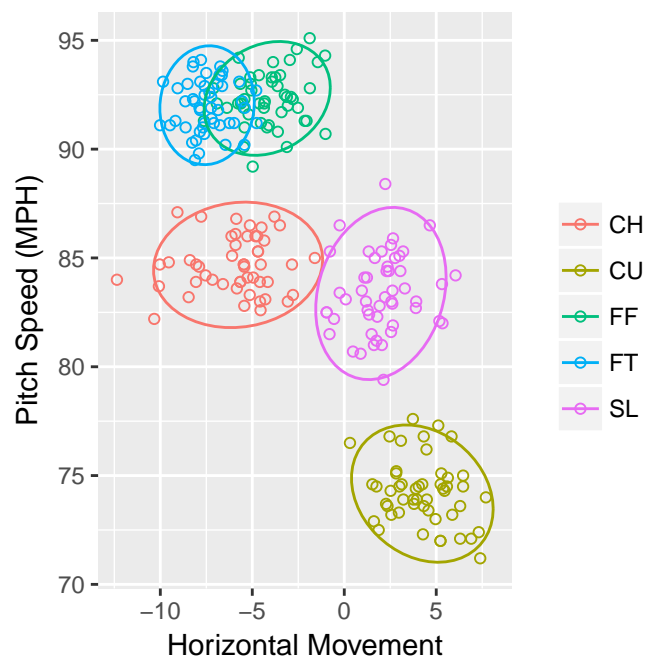 95
90
85
80
75
70
Pitch Speed (MPH)
−10 −5 0 5
Horizontal Movement
CH
CU
FF
FT
SL